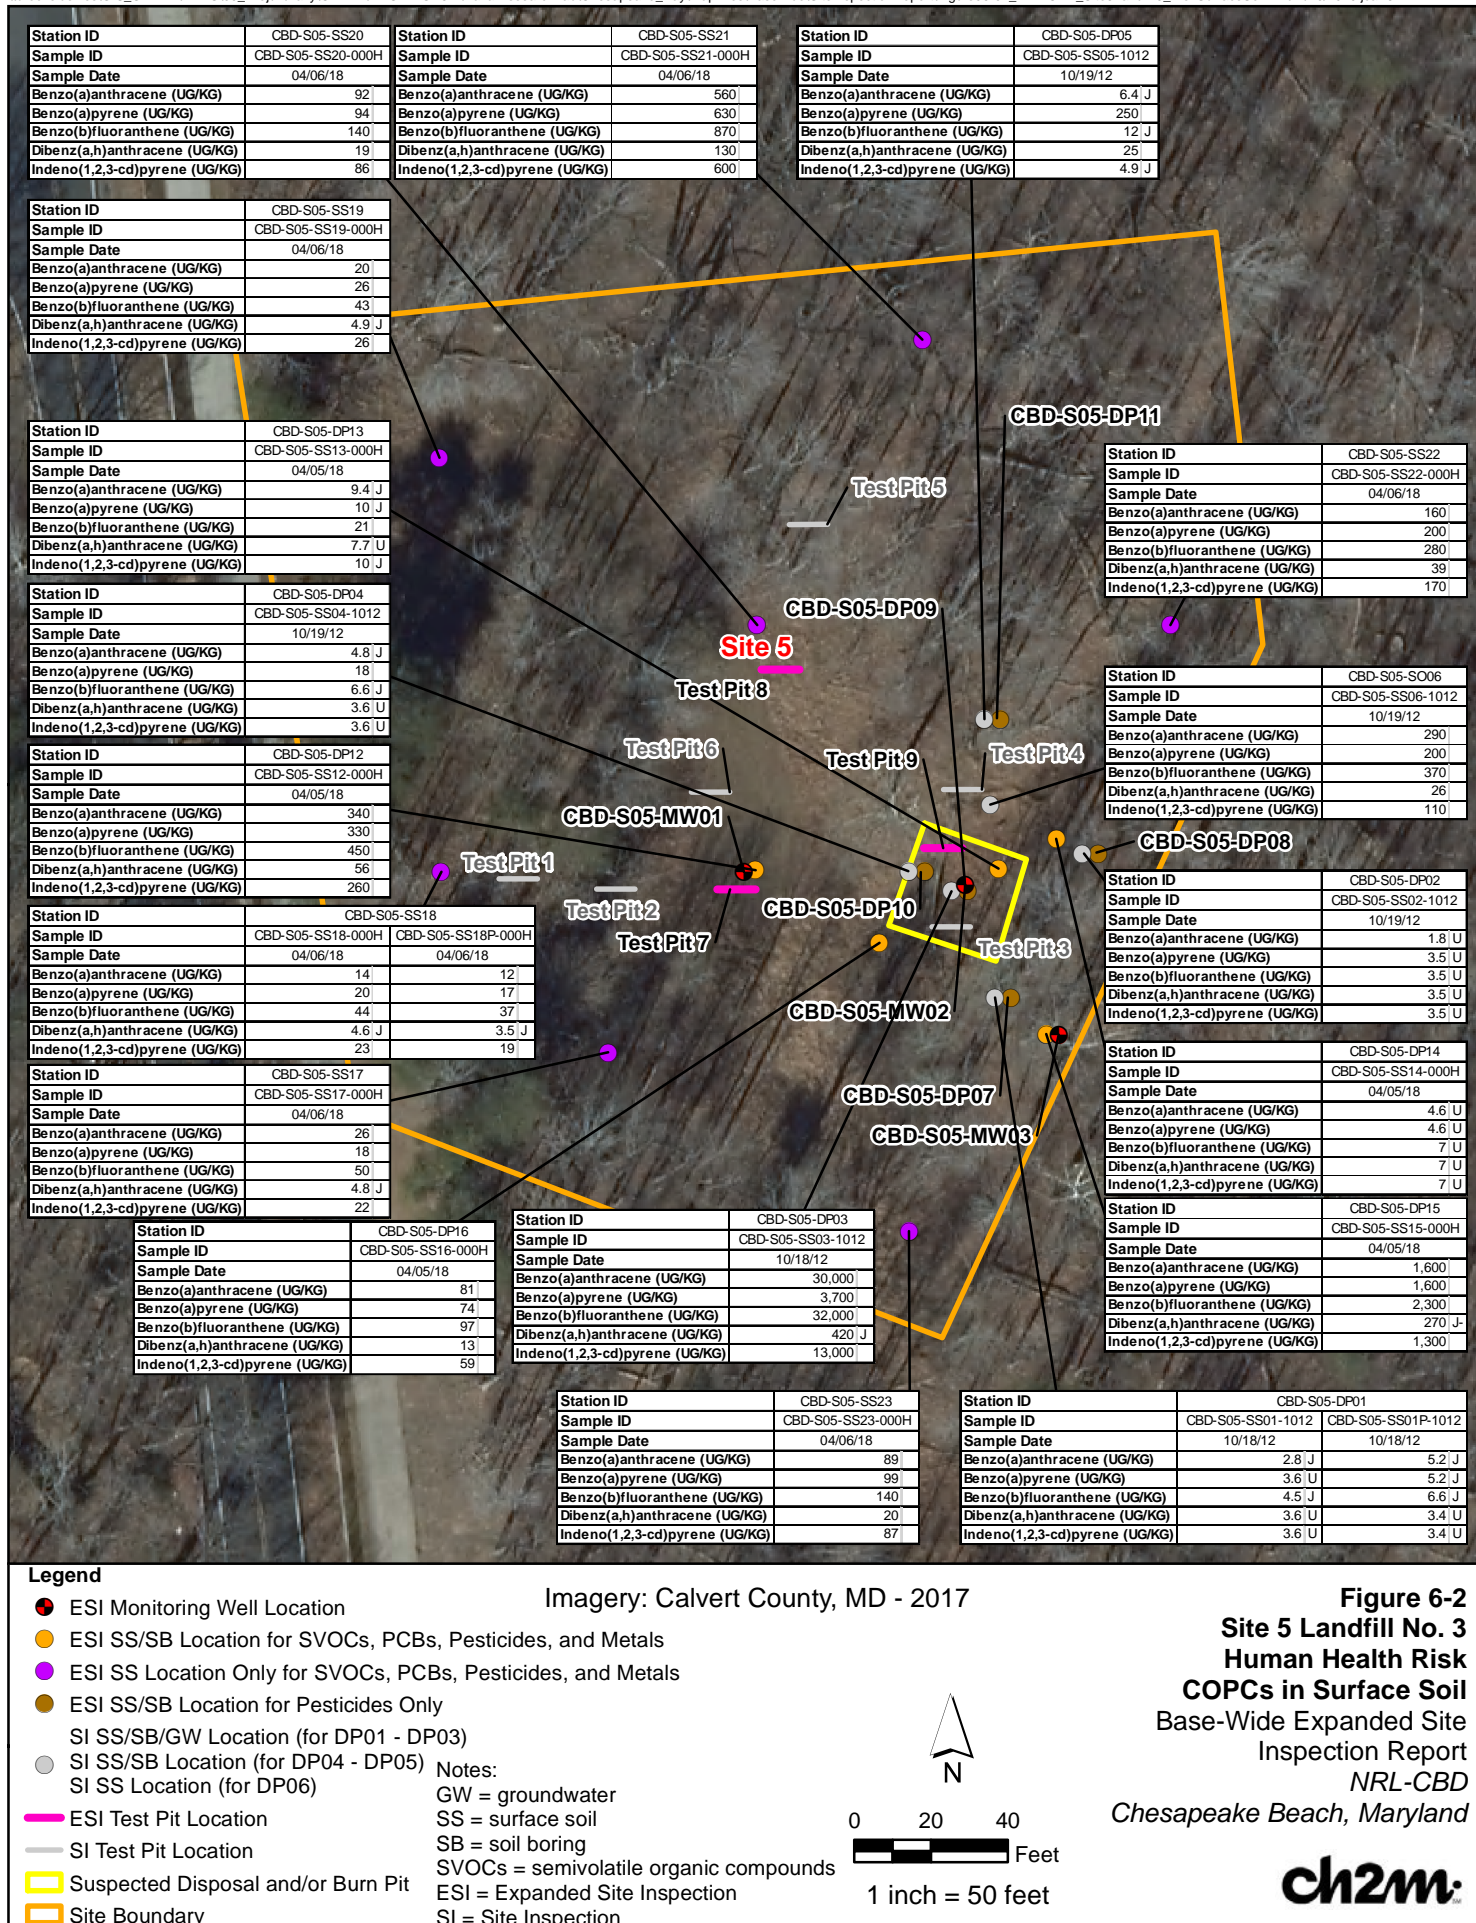 Station ID CBD-S05-SS20
Sample ID CBD-S05-SS20-000H
Sample Date 04/06/18
Benzo(a)anthracene (UG/KG) 92
Benzo(a)pyrene (UG/KG) 94
Benzo(b)fluoranthene (UG/KG) 140
Dibenz(a,h)anthracene (UG/KG) 19
Indeno(1,2,3-cd)pyrene (UG/KG) 86
Station ID CBD-S05-SS21
Sample ID CBD-S05-SS21-000H
Sample Date 04/06/18
Benzo(a)anthracene (UG/KG) 560
Benzo(a)pyrene (UG/KG) 630
Benzo(b)fluoranthene (UG/KG) 870
Dibenz(a,h)anthracene (UG/KG) 130
Indeno(1,2,3-cd)pyrene (UG/KG) 600
Station ID CBD-S05-DP05
Sample ID CBD-S05-SS05-1012
Sample Date 10/19/12
Benzo(a)anthracene (UG/KG) 6.4 J
Benzo(a)pyrene (UG/KG) 250
Benzo(b)fluoranthene (UG/KG) 12 J
Dibenz(a,h)anthracene (UG/KG) 25
Indeno(1,2,3-cd)pyrene (UG/KG) 4.9 J
Station ID CBD-S05-SS19
Sample ID CBD-S05-SS19-000H
Sample Date 04/06/18
Benzo(a)anthracene (UG/KG) 20
Benzo(a)pyrene (UG/KG) 26
Benzo(b)fluoranthene (UG/KG) 43
Dibenz(a,h)anthracene (UG/KG) 4.9 J
Indeno(1,2,3-cd)pyrene (UG/KG) 26
Station ID CBD-S05-DP13
Sample ID CBD-S05-SS13-000H
Sample Date 04/05/18
Benzo(a)anthracene (UG/KG) 9.4 J
Benzo(a)pyrene (UG/KG) 10 J
Benzo(b)fluoranthene (UG/KG) 21
Dibenz(a,h)anthracene (UG/KG) 7.7 U
Indeno(1,2,3-cd)pyrene (UG/KG) 10 J
Station ID CBD-S05-DP04
Sample ID CBD-S05-SS04-1012
Sample Date 10/19/12
Benzo(a)anthracene (UG/KG) 4.8 J
Benzo(a)pyrene (UG/KG) 18
Benzo(b)fluoranthene (UG/KG) 6.6 J
Dibenz(a,h)anthracene (UG/KG) 3.6 U
Indeno(1,2,3-cd)pyrene (UG/KG) 3.6 U
Station ID CBD-S05-DP12
Sample ID CBD-S05-SS12-000H
Sample Date 04/05/18
Benzo(a)anthracene (UG/KG) 340
Benzo(a)pyrene (UG/KG) 330
Benzo(b)fluoranthene (UG/KG) 450
Dibenz(a,h)anthracene (UG/KG) 56
Indeno(1,2,3-cd)pyrene (UG/KG) 260
Station ID CBD-S05-SS18
Sample ID CBD-S05-SS18-000H CBD-S05-SS18P-000H
Sample Date 04/06/18 04/06/18
Benzo(a)anthracene (UG/KG) 14 12
Benzo(a)pyrene (UG/KG) 20 17
Benzo(b)fluoranthene (UG/KG) 44 37
Dibenz(a,h)anthracene (UG/KG) 4.6 J 3.5 J
Indeno(1,2,3-cd)pyrene (UG/KG) 23 19
Station ID CBD-S05-SS17
Sample ID CBD-S05-SS17-000H
Sample Date 04/06/18
Benzo(a)anthracene (UG/KG) 26
Benzo(a)pyrene (UG/KG) 18
Benzo(b)fluoranthene (UG/KG) 50
Dibenz(a,h)anthracene (UG/KG) 4.8 J
Indeno(1,2,3-cd)pyrene (UG/KG) 22
Station ID CBD-S05-DP16
Sample ID CBD-S05-SS16-000H
Sample Date 04/05/18
Benzo(a)anthracene (UG/KG) 81
Benzo(a)pyrene (UG/KG) 74
Benzo(b)fluoranthene (UG/KG) 97
Dibenz(a,h)anthracene (UG/KG) 13
Indeno(1,2,3-cd)pyrene (UG/KG) 59
CBD-S05-DP11
Test Pit 5
CBD-S05-DP09
Site 5
Test Pit 8
Test Pit 6
Test Pit 9
Test Pit 4
CBD-S05-MW01
CBD-S05-DP08
Test Pit 1
Test Pit 2
CBD-S05-DP10
Test Pit 7
Test Pit 3
CBD-S05-MW02
CBD-S05-DP07
CBD-S05-MW03
Station ID CBD-S05-SS22
Sample ID CBD-S05-SS22-000H
Sample Date 04/06/18
Benzo(a)anthracene (UG/KG) 160
Benzo(a)pyrene (UG/KG) 200
Benzo(b)fluoranthene (UG/KG) 280
Dibenz(a,h)anthracene (UG/KG) 39
Indeno(1,2,3-cd)pyrene (UG/KG) 170
Station ID CBD-S05-SO06
Sample ID CBD-S05-SS06-1012
Sample Date 10/19/12
Benzo(a)anthracene (UG/KG) 290
Benzo(a)pyrene (UG/KG) 200
Benzo(b)fluoranthene (UG/KG) 370
Dibenz(a,h)anthracene (UG/KG) 26
Indeno(1,2,3-cd)pyrene (UG/KG) 110
Station ID CBD-S05-DP02
Sample ID CBD-S05-SS02-1012
Sample Date 10/19/12
Benzo(a)anthracene (UG/KG) 1.8 U
Benzo(a)pyrene (UG/KG) 3.5 U
Benzo(b)fluoranthene (UG/KG) 3.5 U
Dibenz(a,h)anthracene (UG/KG) 3.5 U
Indeno(1,2,3-cd)pyrene (UG/KG) 3.5 U
Station ID CBD-S05-DP14
Sample ID CBD-S05-SS14-000H
Sample Date 04/05/18
Benzo(a)anthracene (UG/KG) 4.6 U
Benzo(a)pyrene (UG/KG) 4.6 U
Benzo(b)fluoranthene (UG/KG) 7 U
Dibenz(a,h)anthracene (UG/KG) 7 U
Indeno(1,2,3-cd)pyrene (UG/KG) 7 U
Station ID CBD-S05-DP15
Sample ID CBD-S05-SS15-000H
Sample Date 04/05/18
Benzo(a)anthracene (UG/KG) 1,600
Benzo(a)pyrene (UG/KG) 1,600
Benzo(b)fluoranthene (UG/KG) 2,300
Dibenz(a,h)anthracene (UG/KG) 270 J-
Indeno(1,2,3-cd)pyrene (UG/KG) 1,300
Station ID CBD-S05-DP03
Sample ID CBD-S05-SS03-1012
Sample Date 10/18/12
Benzo(a)anthracene (UG/KG) 30,000
Benzo(a)pyrene (UG/KG) 3,700
Benzo(b)fluoranthene (UG/KG) 32,000
Dibenz(a,h)anthracene (UG/KG) 420 J
Indeno(1,2,3-cd)pyrene (UG/KG) 13,000
Station ID CBD-S05-SS23
Sample ID CBD-S05-SS23-000H
Sample Date 04/06/18
Benzo(a)anthracene (UG/KG) 89
Benzo(a)pyrene (UG/KG) 99
Benzo(b)fluoranthene (UG/KG) 140
Dibenz(a,h)anthracene (UG/KG) 20
Indeno(1,2,3-cd)pyrene (UG/KG) 87
Station ID CBD-S05-DP01
Sample ID CBD-S05-SS01-1012 CBD-S05-SS01P-1012
Sample Date 10/18/12 10/18/12
Benzo(a)anthracene (UG/KG) 2.8 J 5.2 J
Benzo(a)pyrene (UG/KG) 3.6 U 5.2 J
Benzo(b)fluoranthene (UG/KG) 4.5 J 6.6 J
Dibenz(a,h)anthracene (UG/KG) 3.6 U 3.4 U
Indeno(1,2,3-cd)pyrene (UG/KG) 3.6 U 3.4 U
Legend
ESI Monitoring Well Location
ESI SS/SB Location for SVOCs, PCBs, Pesticides, and Metals
ESI SS Location Only for SVOCs, PCBs, Pesticides, and Metals
ESI SS/SB Location for Pesticides Only
SI SS/SB/GW Location (for DP01 - DP03)
SI SS/SB Location (for DP04 - DP05)
SI SS Location (for DP06)
ESI Test Pit Location
SI Test Pit Location
Suspected Disposal and/or Burn Pit
Site Boundary
Notes:
GW = groundwater
SS = surface soil
SB = soil boring
SVOCs = semivolatile organic compounds
ESI = Expanded Site Inspection
SI = Site Inspection
Imagery: Calvert County, MD - 2017
N
0 20 40
Feet
1 inch = 50 feet
Figure 6-2
Site 5 Landfill No. 3
Human Health Risk
COPCs in Surface Soil
Base-Wide Expanded Site
Inspection Report
NRL-CBD
Chesapeake Beach, Maryland
ch2m: